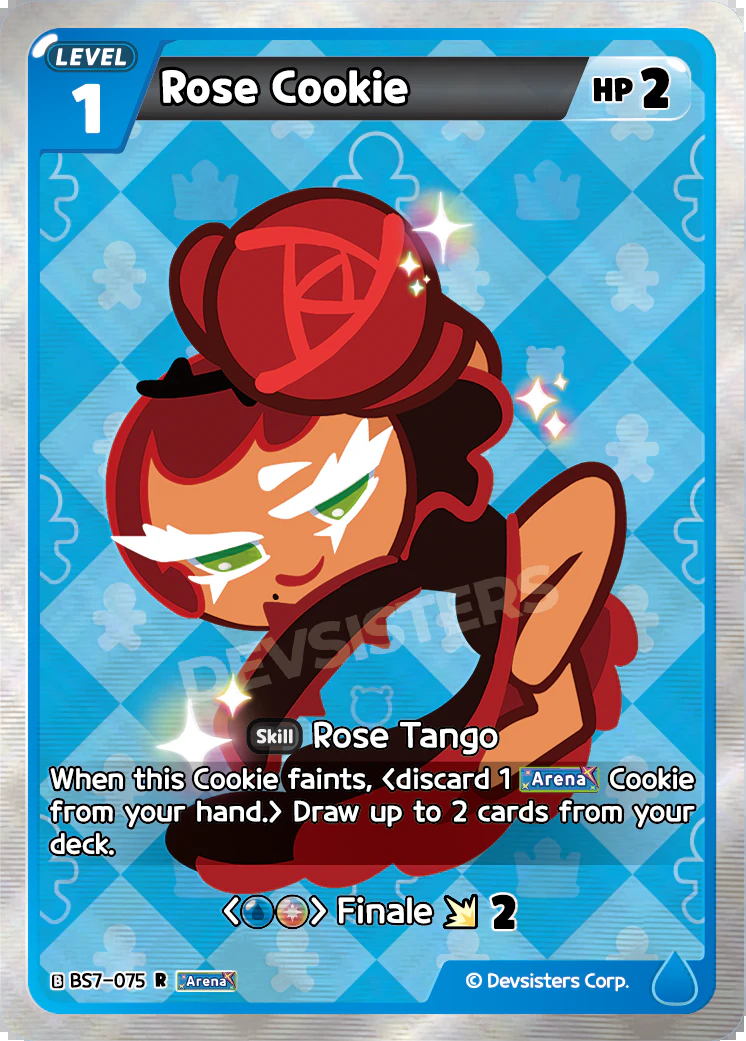 LEVEL
1
Rose Cookie
HP 2
DEVSISTERS
Skill Rose Tango
When this Cookie faints, <discard 1 Arena Cookie
from your hand.> Draw up to 2 cards from your
deck.
< > Finale 2
B BS7-075 R Arena
© Devsisters Corp.